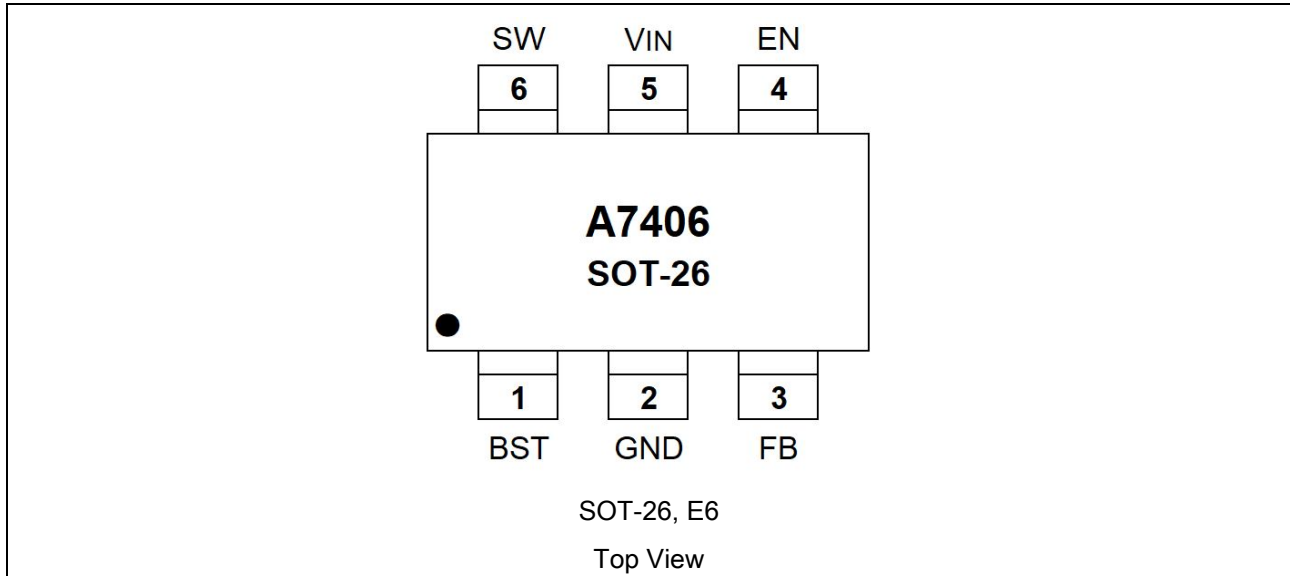 SW VIN EN
6 5 4
A7406
SOT-26
1 2 3
BST GND FB
SOT-26, E6
Top View